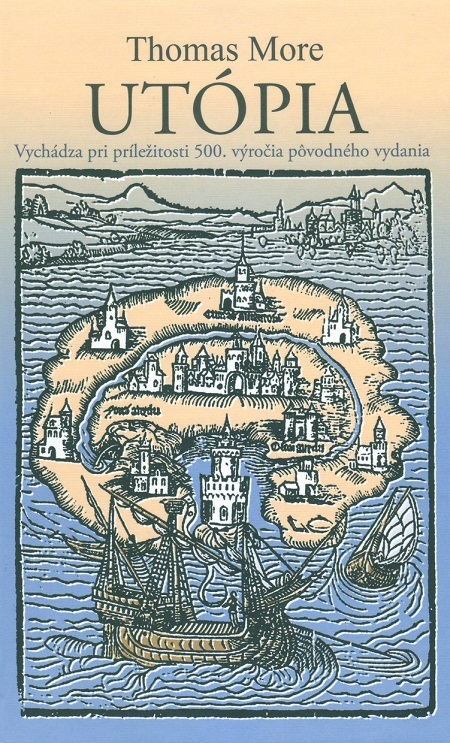 Thomas More
UTÓPIA
Vychádza pri príležitosti 500. výročia pôvodného vydania